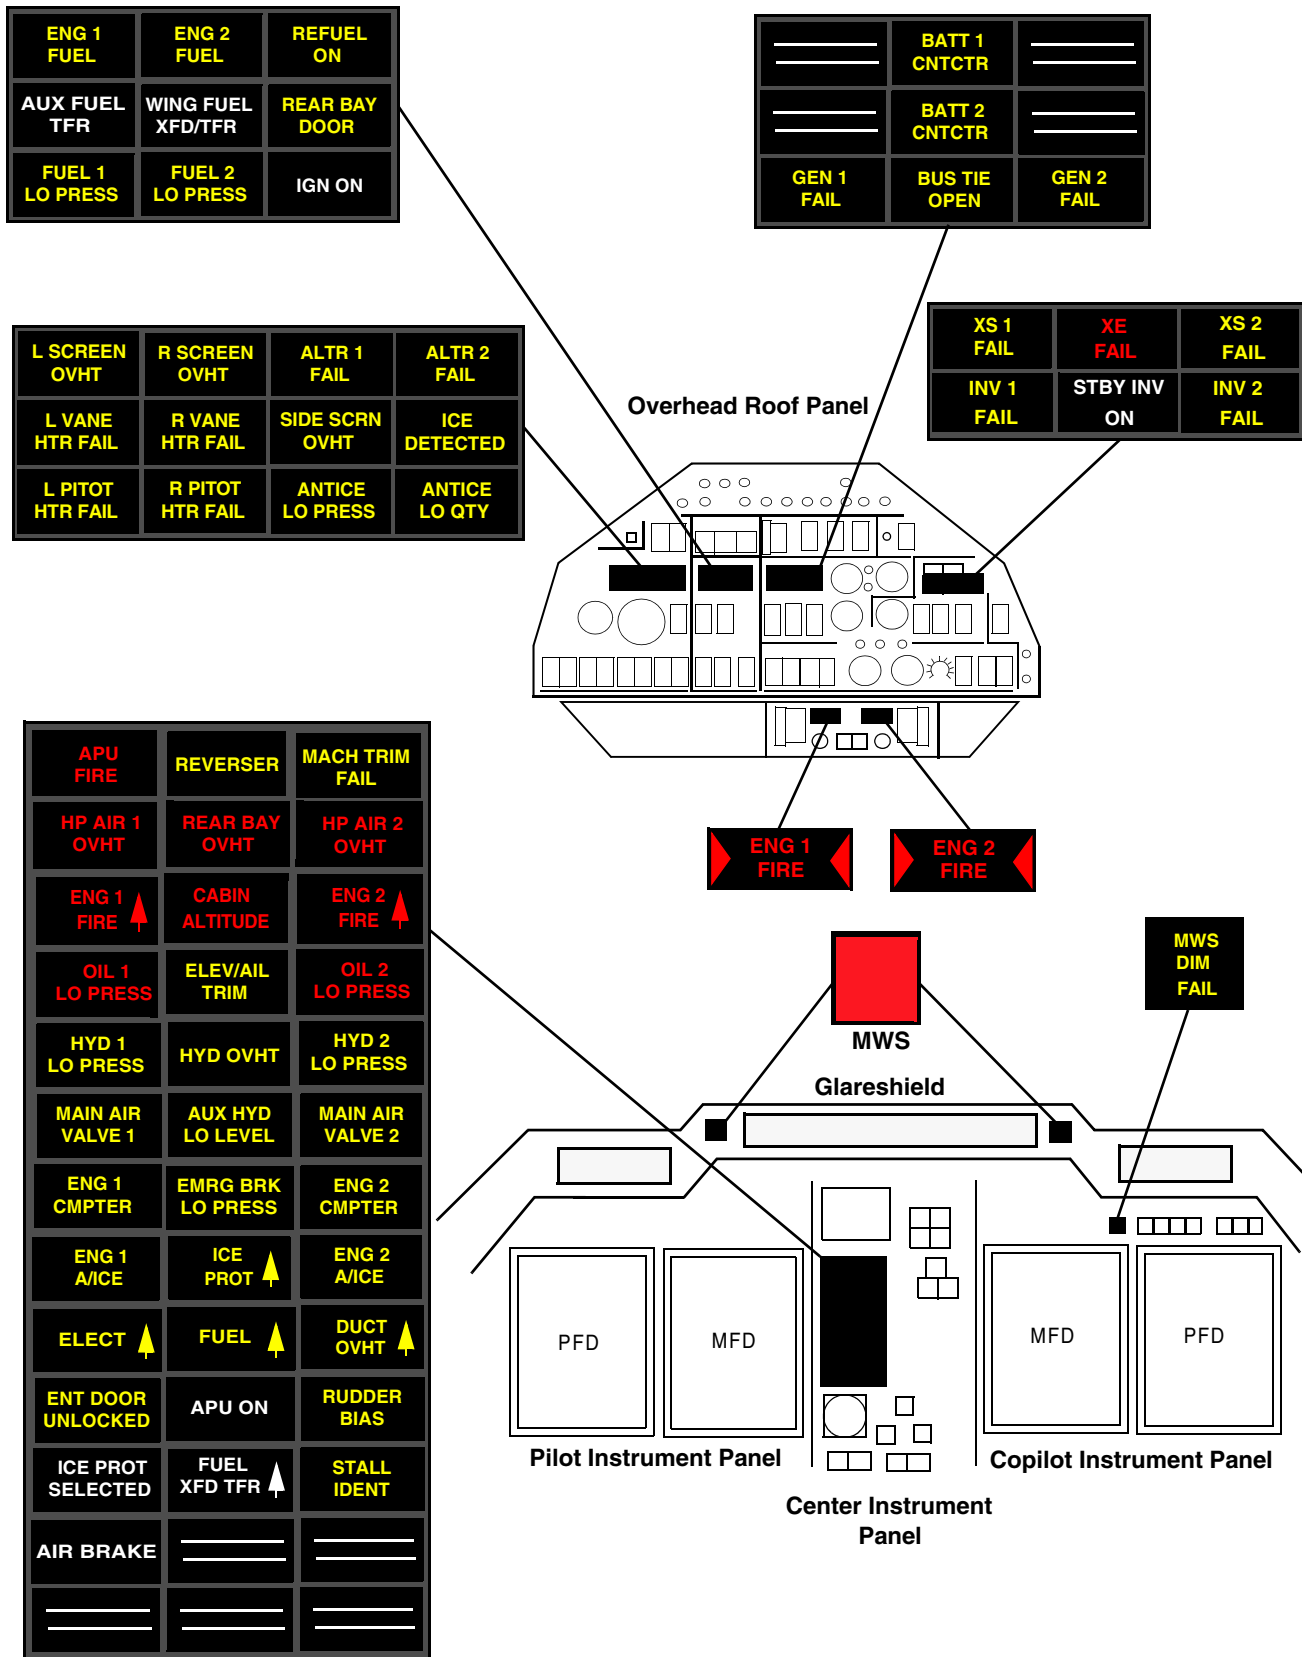 ENG 1
FUEL
ENG 2
FUEL
REFUEL
ON
AUX FUEL
TFR
WING FUEL
XFD/TFR
REAR BAY
DOOR
FUEL 1
LO PRESS
FUEL 2
LO PRESS
IGN ON
BATT 1
CNTCTR
BATT 2
CNTCTR
GEN 1
FAIL
BUS TIE
OPEN
GEN 2
FAIL
L SCREEN
OVHT
R SCREEN
OVHT
ALTR 1
FAIL
ALTR 2
FAIL
L VANE
HTR FAIL
R VANE
HTR FAIL
SIDE SCRN
OVHT
ICE
DETECTED
L PITOT
HTR FAIL
R PITOT
HTR FAIL
ANTICE
LO PRESS
ANTICE
LO QTY
XS 1
FAIL
XE
FAIL
XS 2
FAIL
INV 1
FAIL
STBY INV
ON
INV 2
FAIL
Overhead Roof Panel
ENG 1
FIRE
ENG 2
FIRE
APU
FIRE
REVERSER
MACH TRIM
FAIL
HP AIR 1
OVHT
REAR BAY
OVHT
HP AIR 2
OVHT
ENG 1
FIRE
CABIN
ALTITUDE
ENG 2
FIRE
OIL 1
LO PRESS
ELEV/AIL
TRIM
OIL 2
LO PRESS
HYD 1
LO PRESS
HYD OVHT
HYD 2
LO PRESS
MAIN AIR
VALVE 1
AUX HYD
LO LEVEL
MAIN AIR
VALVE 2
ENG 1
CMPTER
EMRG BRK
LO PRESS
ENG 2
CMPTER
ENG 1
A/ICE
ICE
PROT
ENG 2
A/ICE
ELECT
FUEL
DUCT
OVHT
ENT DOOR
UNLOCKED
APU ON
RUDDER
BIAS
ICE PROT
SELECTED
FUEL
XFD TFR
STALL
IDENT
AIR BRAKE
MWS
MWS
DIM
FAIL
Glareshield
PFD
MFD
MFD
PFD
Pilot Instrument Panel
Copilot Instrument Panel
Center Instrument
Panel